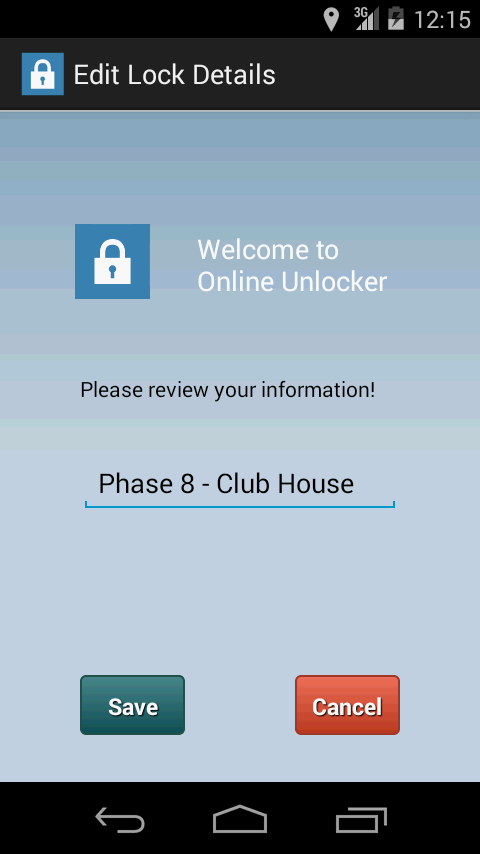 3G
12:15
Edit Lock Details
Welcome to
Online Unlocker
Please review your information!
Phase 8 - Club House
Save
Cancel